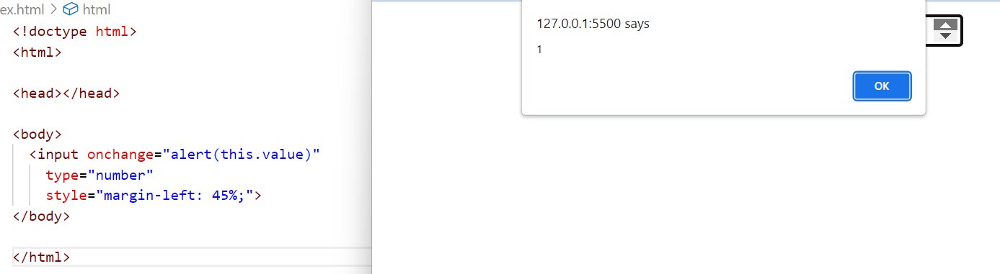 ex.html > html
<!doctype html>
<html>
<head></head>
<body>
<input onchange="alert(this.value)"
type="number"
style="margin-left: 45%;">
</body>
</html>
127.0.0.1:5500 says
1
OK